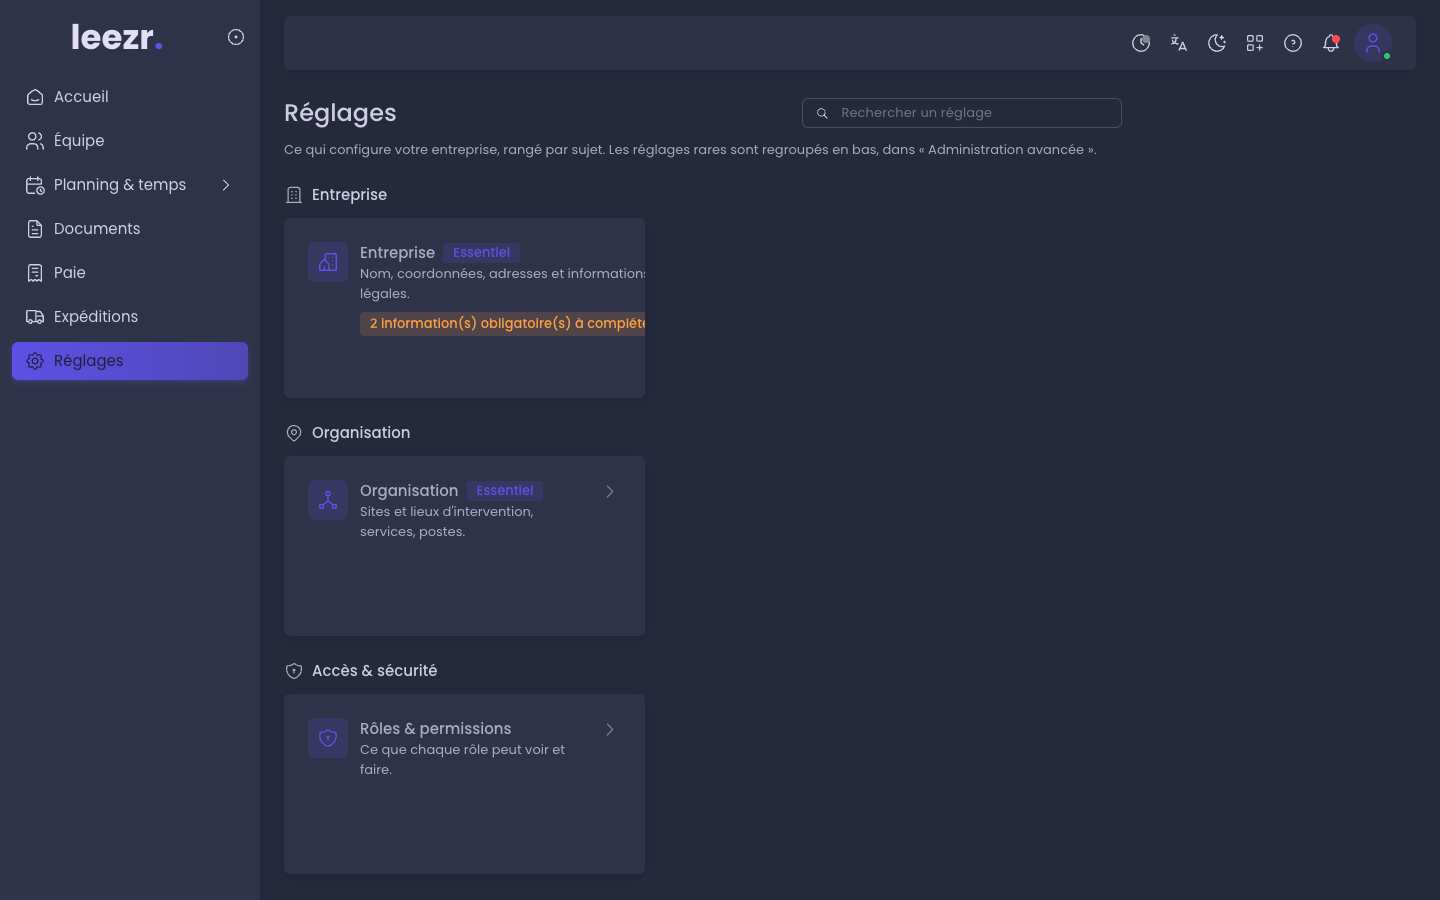 leezr.
Accueil
Équipe
Planning & temps
Documents
Paie
Expéditions
Réglages
Réglages
Rechercher un réglage
Ce qui configure votre entreprise, rangé par sujet. Les réglages rares sont regroupés en bas, dans « Administration avancée ».
Entreprise
Entreprise Essentiel
Nom, coordonnées, adresses et informations
légales.
2 information(s) obligatoire(s) à compléte
Organisation
Organisation Essentiel
Sites et lieux d'intervention,
services, postes.
Accès & sécurité
Rôles & permissions
Ce que chaque rôle peut voir et
faire.